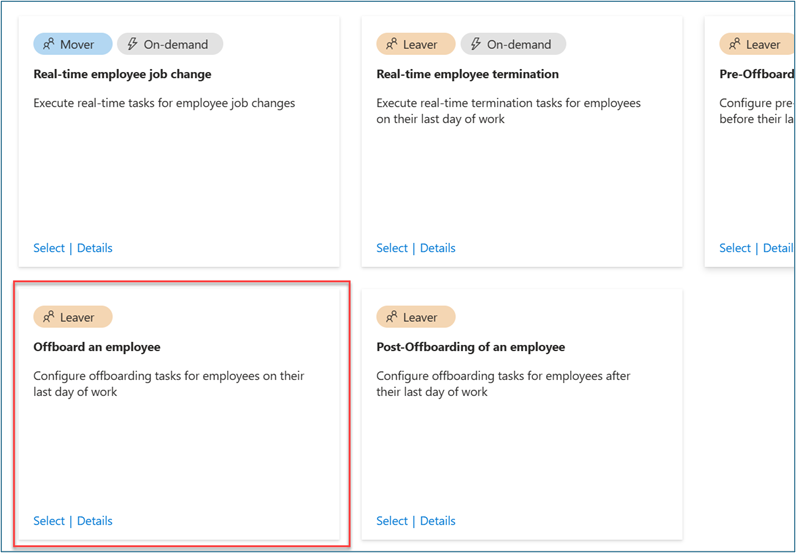 Mover On-demand
Real-time employee job change
Execute real-time tasks for employee job changes
Select | Details
Leaver On-demand
Real-time employee termination
Execute real-time termination tasks for employees
on their last day of work
Select | Details
Leaver
Pre-Offboard
Configure pre-
before their la
Select | Detail
Leaver
Offboard an employee
Configure offboarding tasks for employees on their
last day of work
Select | Details
Leaver
Post-Offboarding of an employee
Configure offboarding tasks for employees after
their last day of work
Select | Details